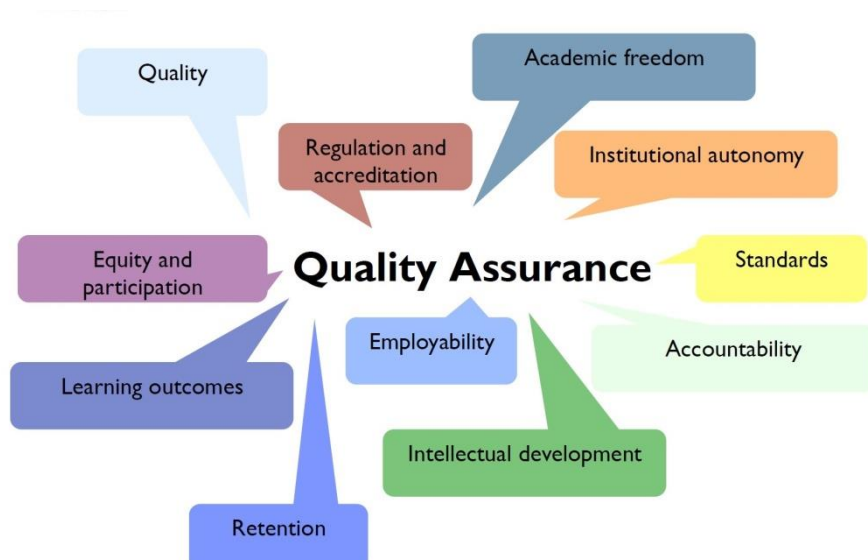 Quality
Academic freedom
Regulation and
accreditation
Institutional autonomy
Equity and
participation
Quality Assurance
Standards
Learning outcomes
Employability
Accountability
Intellectual development
Retention